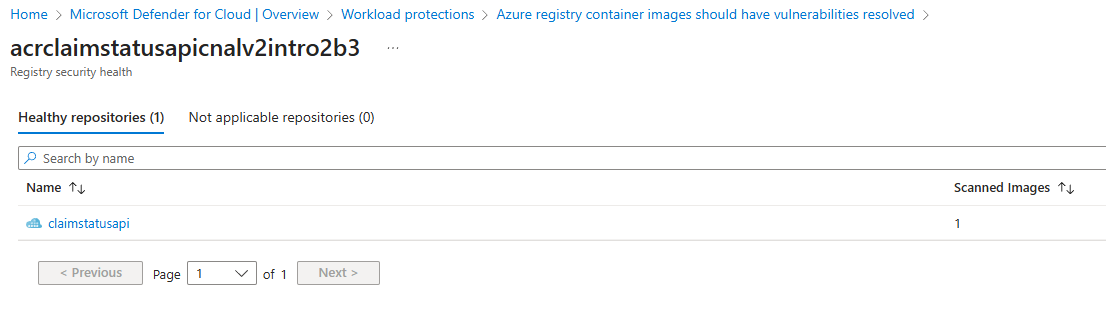 Home > Microsoft Defender for Cloud | Overview > Workload protections > Azure registry container images should have vulnerabilities resolved >
acrclaimstatusapicnalv2intro2b3 ...
Registry security health
Healthy repositories (1) Not applicable repositories (0)
Search by name
Name ↑↓ Scanned Images ↑↓
claimstatusapi 1
< Previous Page 1 of 1 Next >